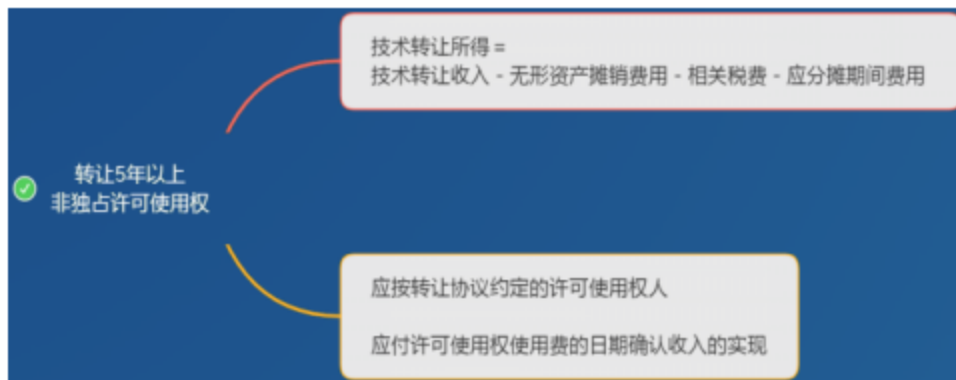 技术转让所得 =
技术转让收入 - 无形资产摊销费用 - 相关税费 - 应分摊期间费用
转让5年以上
非独占许可使用权
应按转让协议约定的许可使用权人
应付许可使用权使用费的日期确认收入的实现